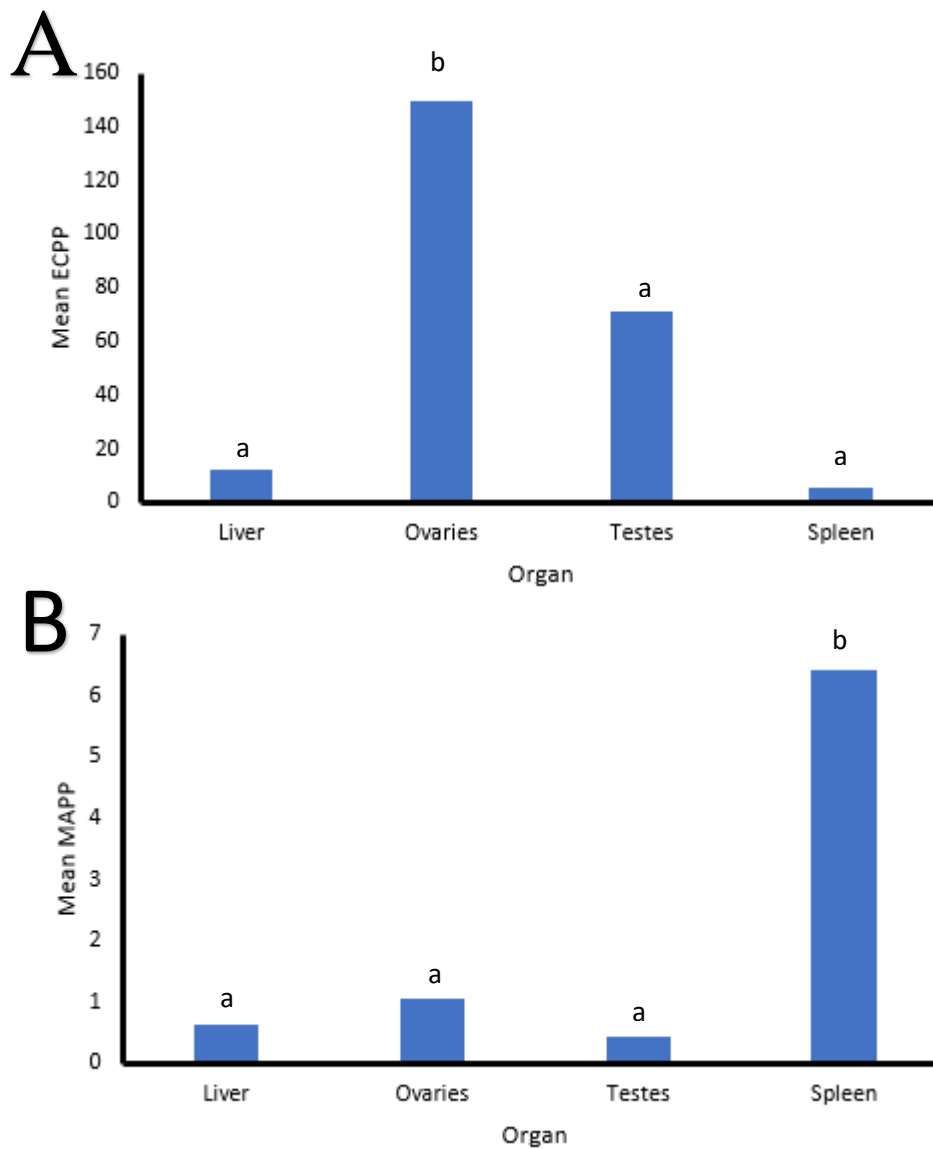 A
160
b
140
120
100
Mean ECPP
80
a
60
40
a
20
a
0
Liver Ovaries Testes Spleen
Organ
B
7
b
6
5
4
Mean MAPP
3
2
a
a
1
a
0
Liver Ovaries Testes Spleen
Organ